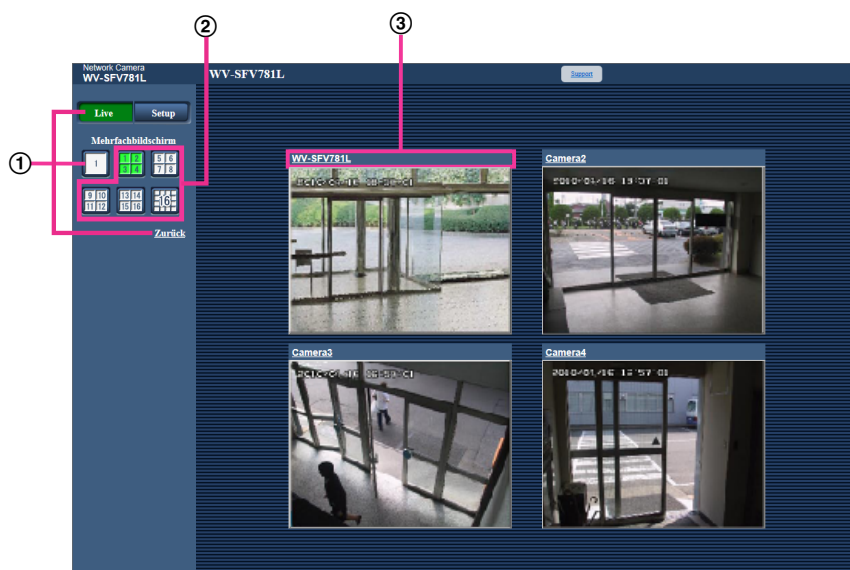 ② ③
Network Camera
WV-SFV781L
WV-SFV781L
Support
Live Setup
Mehrfachbildschirm
①
1
1 2
3 4
5 6
7 8
9 10
11 12
13 14
15 16
16
Zurück
WV-SFV781L
Camera2
Camera3
Camera4